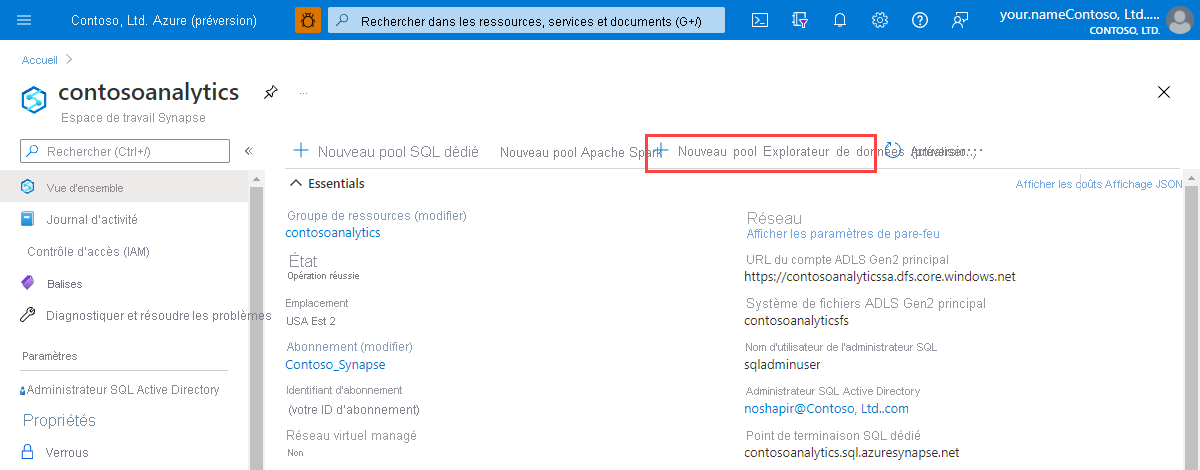 Contoso, Ltd. Azure (préversion)
Rechercher dans les ressources, services et documents (G+/)
your.nameContoso, Ltd.....
CONTOSO, LTD.
Accueil
contosoanalytics
...
Espace de travail Synapse
Rechercher (Ctrl+/)
Nouveau pool SQL dédié
Nouveau pool Apache Spark
Nouveau pool Explorateur de données
Vue d'ensemble
Journal d'activité
Contrôle d'accès (IAM)
Balises
Diagnostiquer et résoudre les problèmes
Paramètres
Administrateur SQL Active Directory
Propriétés
Verrous
Essentials
Afficher les coûts Affichage JSON
Groupe de ressources (modifier)
contosoanalytics
État
Opération réussie
Emplacement
USA Est 2
Abonnement (modifier)
Contoso_Synapse
Identifiant d'abonnement
(votre ID d'abonnement)
Réseau virtuel managé
Non
Réseau
Afficher les paramètres de pare-feu
URL du compte ADLS Gen2 principal
https://contosoanalyticssa.dfs.core.windows.net
Système de fichiers ADLS Gen2 principal
contosoanalyticsfs
Nom d'utilisateur de l'administrateur SQL
sqladminuser
Administrateur SQL Active Directory
noshapir@Contoso, Ltd..com
Point de terminaison SQL dédié
contosoanalytics.sql.azuresynapse.net